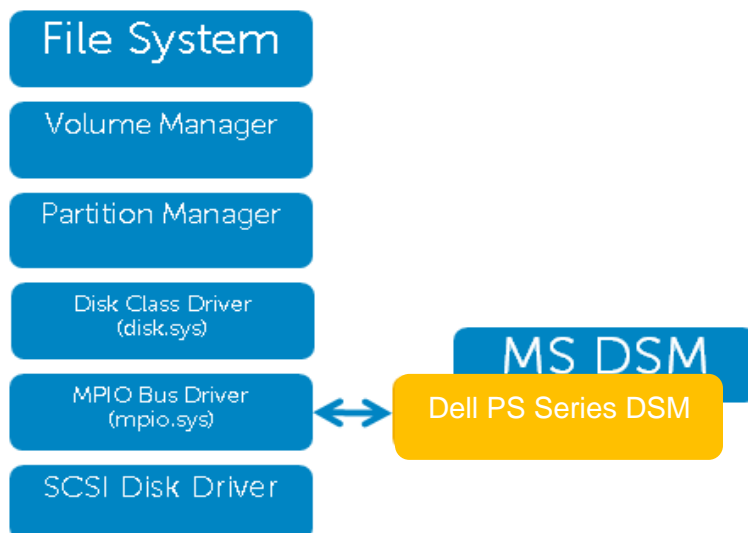 File System
Volume Manager
Partition Manager
Disk Class Driver
(disk.sys)
MS DSM
MPIO Bus Driver
(mpio.sys)
Dell PS Series DSM
SCSI Disk Driver